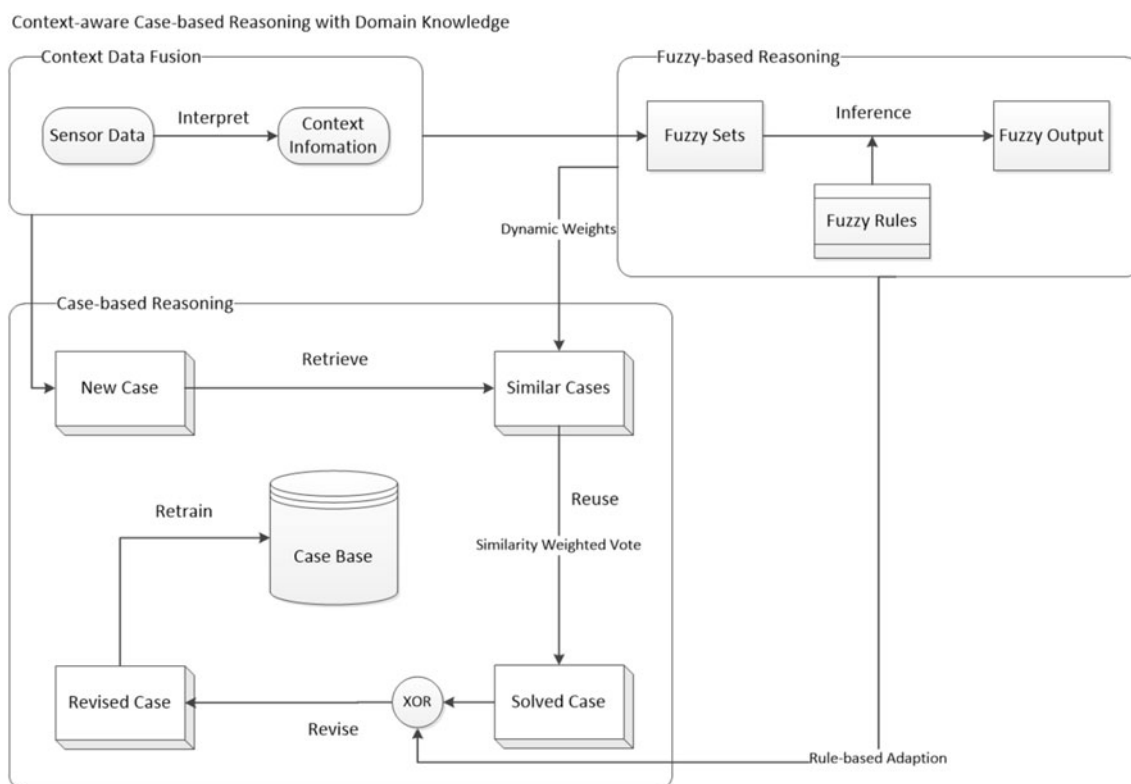 Context-aware Case-based Reasoning with Domain Knowledge
Context Data Fusion
Fuzzy-based Reasoning
Sensor Data
Interpret
Context
Infomation
Fuzzy Sets
Inference
Fuzzy Output
Fuzzy Rules
Dynamic Weights
Case-based Reasoning
New Case
Retrieve
Similar Cases
Retrain
Case Base
Reuse
Similarity Weighted Vote
Revised Case
Revise
XOR
Solved Case
Rule-based Adaption